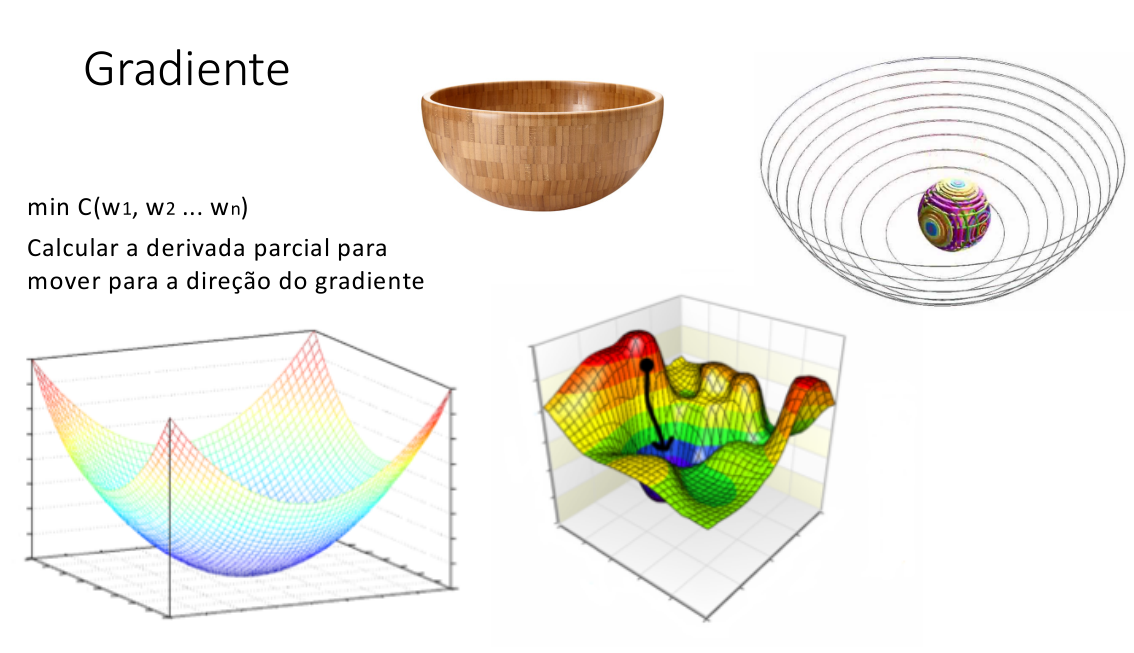 Gradiente
min C(w1, w2 ... wn)
Calcular a derivada parcial para
mover para a direção do gradiente